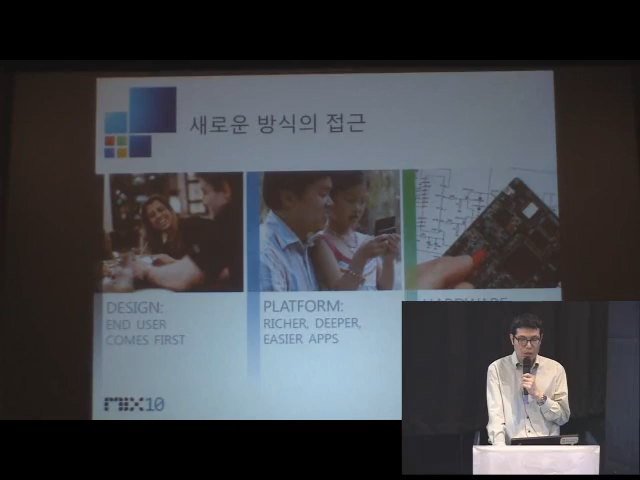 새로운 방식의 접근
DESIGN:
END USER
COMES FIRST
PLATFORM:
RICHER, DEEPER,
EASIER APPS
MIX10